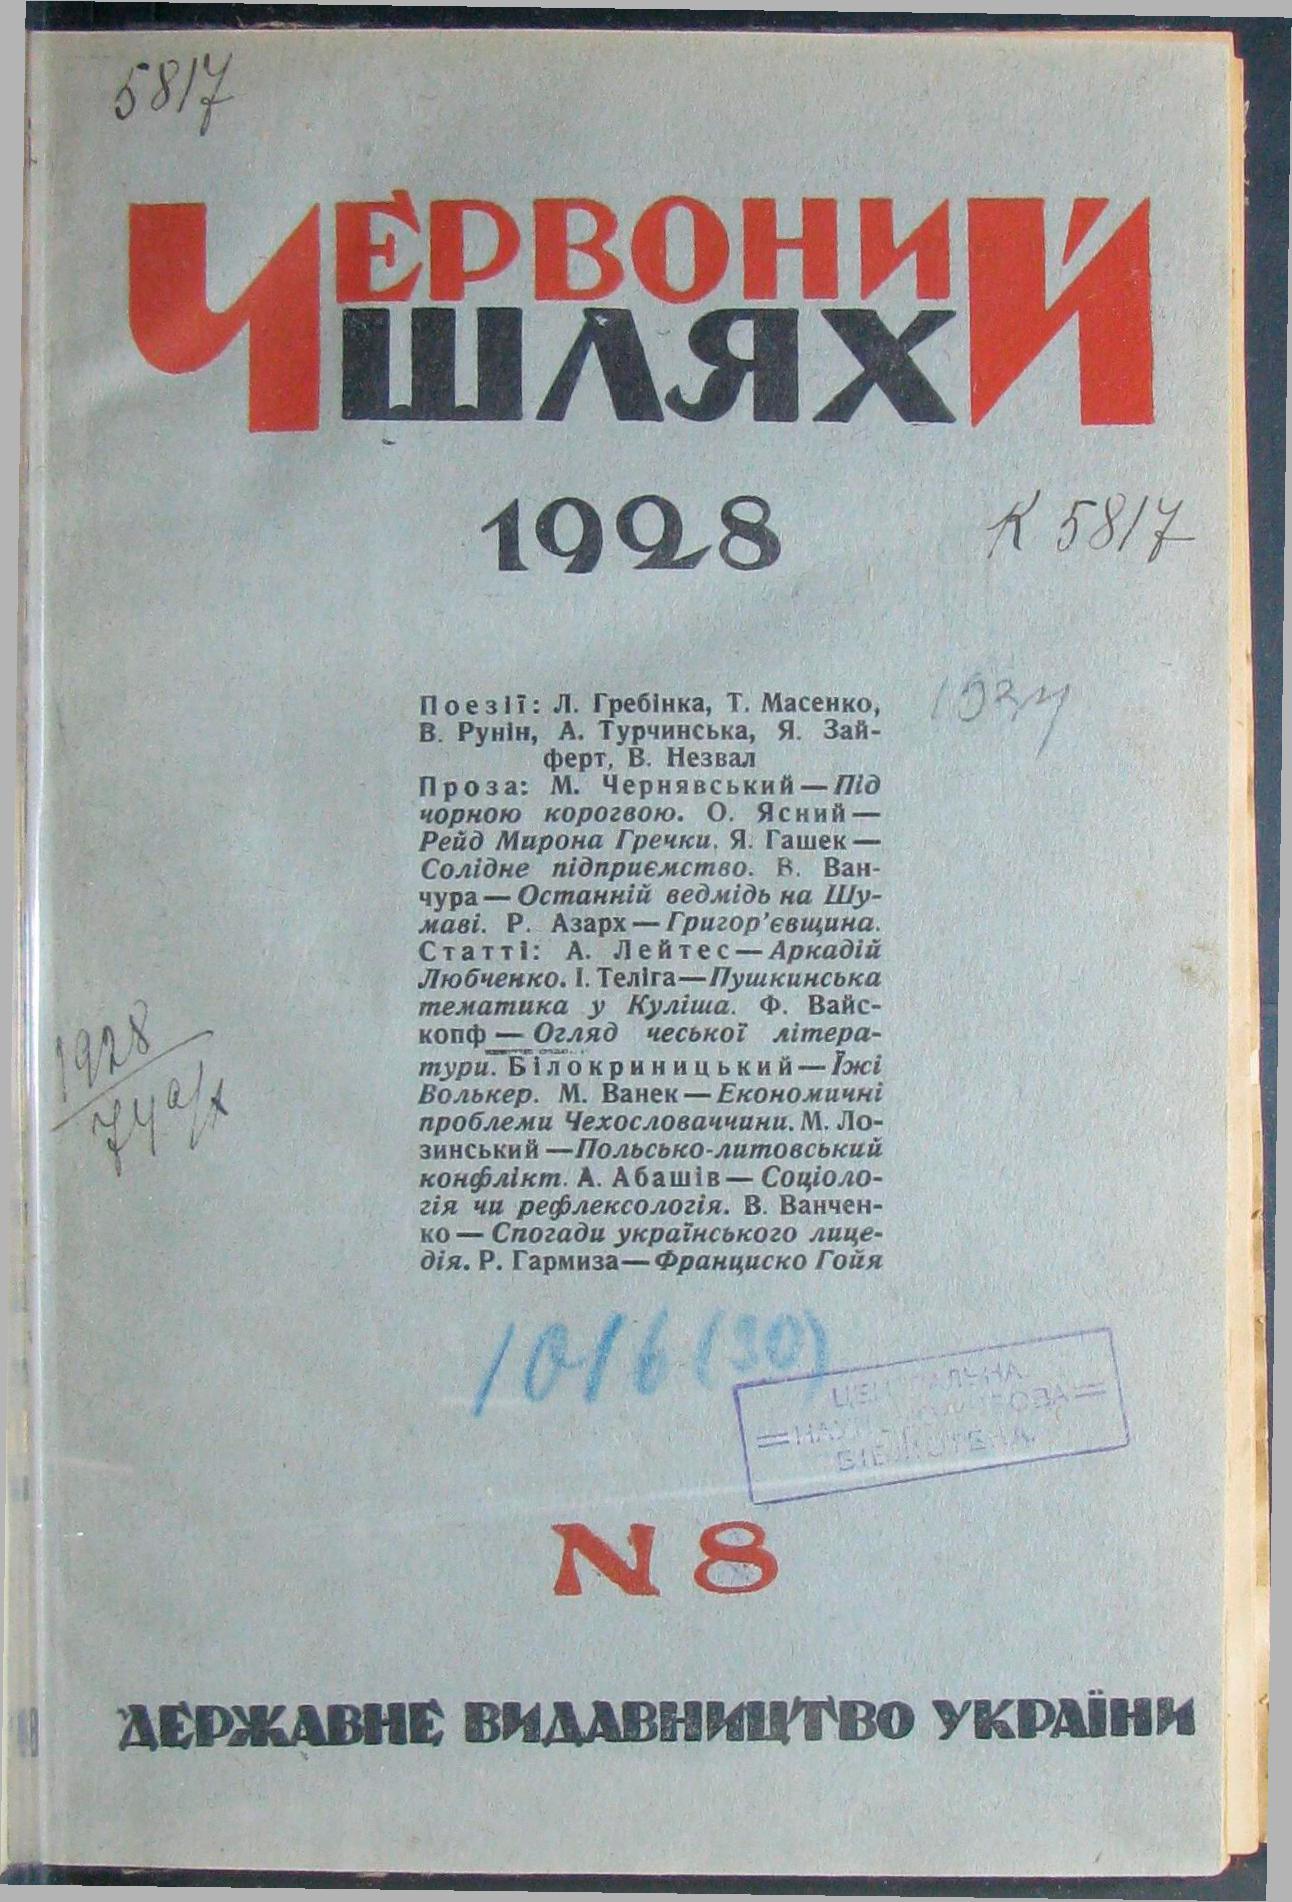 5817
ЧЕРВОНИЙ
ШЛЯХ
1928
К 5817
Поезії: Л. Гребінка, Т. Масенко,
В. Рунін, А. Турчинська, Я. Зай-
ферт, В. Незвал
Проза: М. Чернявський — Під
чорною корогвою. О. Ясний —
Рейд Мирона Гречки. Я. Гашек —
Солідне підприємство. В. Ван-
чура — Останній ведмідь на Шу-
маві. Р. Азарх — Григор'євщина.
Статті: А. Лейтес — Аркадій
Любченко. І. Теліга — Пушкинська
тематика у Куліша. Ф. Вайс-
копф — Огляд чеської літера-
тури. Білокриницький — Їжі
Волькер. М. Ванек — Економичні
проблеми Чехословаччини. М. Ло-
зинський — Польсько-литовський
конфлікт. А. Абашів — Соціоло-
гія чи рефлексологія. В. Ванчен-
ко — Спогади українського лице-
дія. Р. Гармиза — Франциско Гойя
1928
1016 (30)
ЦЕНТРАЛЬНА
НАУКОВО
БІБЛІОТЕКА
N 8
ДЕРЖАВНЕ ВИДАВНИЦТВО УКРАЇНИ